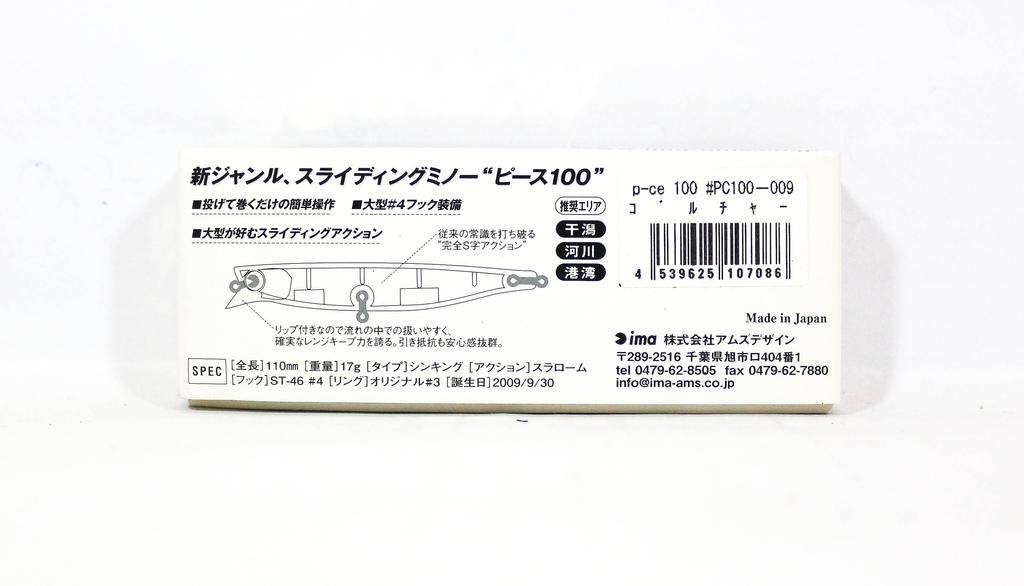 新ジャンル、スライディングミノー“ピース100”
■投げて巻くだけの簡単操作 ■大型#4フック装備
■大型が好むスライディングアクション
従来の常識を打ち破る
“完全S字アクション”
リップ付きなので流れの中での扱いやすく、
確実なレンジキープ力を誇る。引き抵抗も安心感抜群。
SPEC
[全長]110mm [重量]17g [タイプ]シンキング [アクション]スラローム
[フック]ST-46 #4 [リング]オリジナル#3 [誕生日]2009/9/30
推奨エリア
干潟
河川
港湾
p-ce 100 #PC100-009
コ゛ルチャー
4 539625 107086
Made in Japan
ima 株式会社アムズデザイン
〒289-2516 千葉県旭市ロ404番1
tel 0479-62-8505 fax 0479-62-7880
info@ima-ams.co.jp